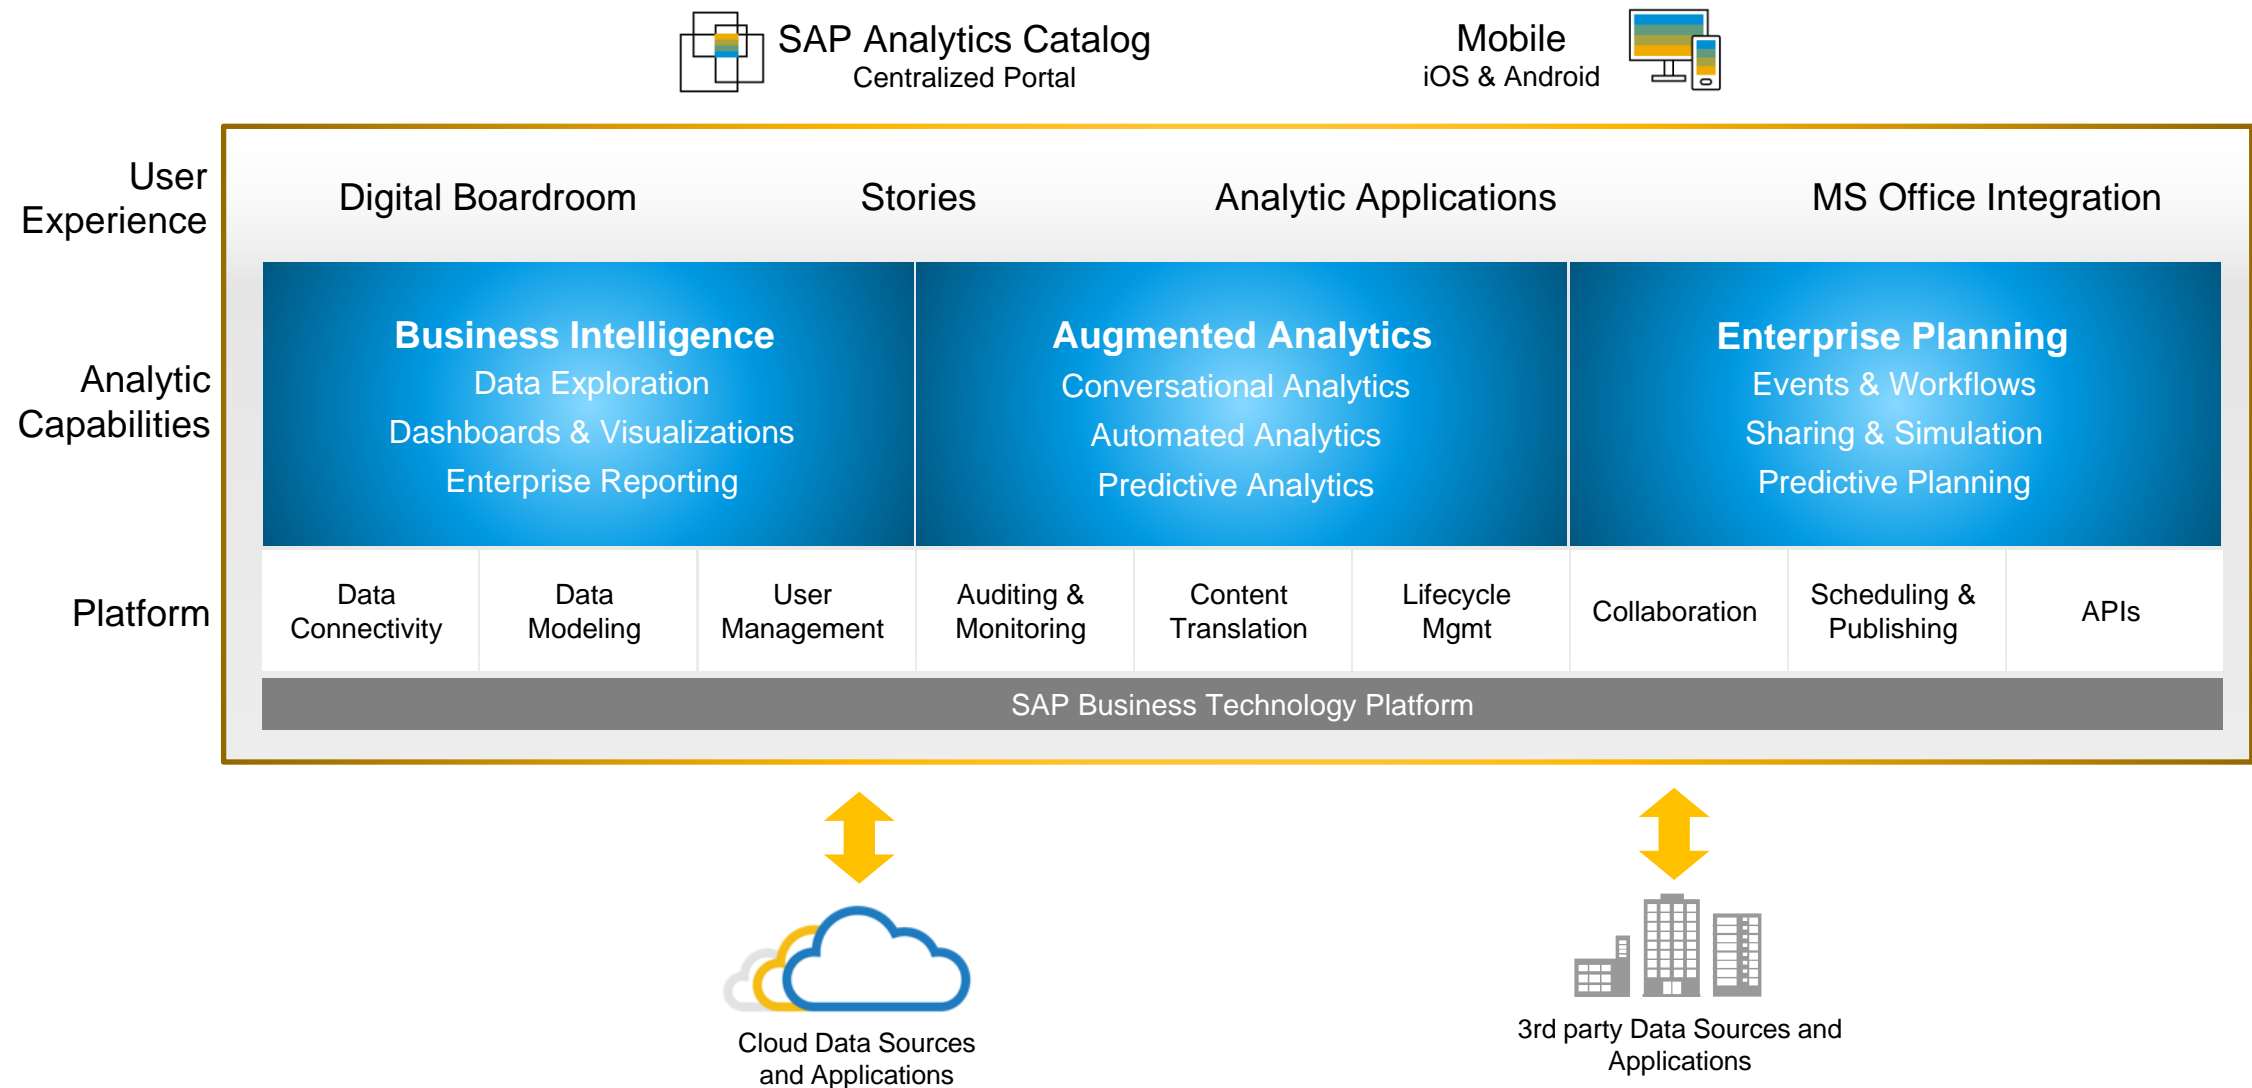 SAP Analytics Catalog
Centralized Portal
Mobile
iOS & Android
User
Experience
Digital Boardroom
Stories
Analytic Applications
MS Office Integration
Analytic
Capabilities
Business Intelligence
Data Exploration
Dashboards & Visualizations
Enterprise Reporting
Augmented Analytics
Conversational Analytics
Automated Analytics
Predictive Analytics
Enterprise Planning
Events & Workflows
Sharing & Simulation
Predictive Planning
Platform
Data
Connectivity
Data
Modeling
User
Management
Auditing &
Monitoring
Content
Translation
Lifecycle
Mgmt
Collaboration
Scheduling &
Publishing
APIs
SAP Business Technology Platform
Cloud Data Sources
and Applications
3rd party Data Sources and
Applications